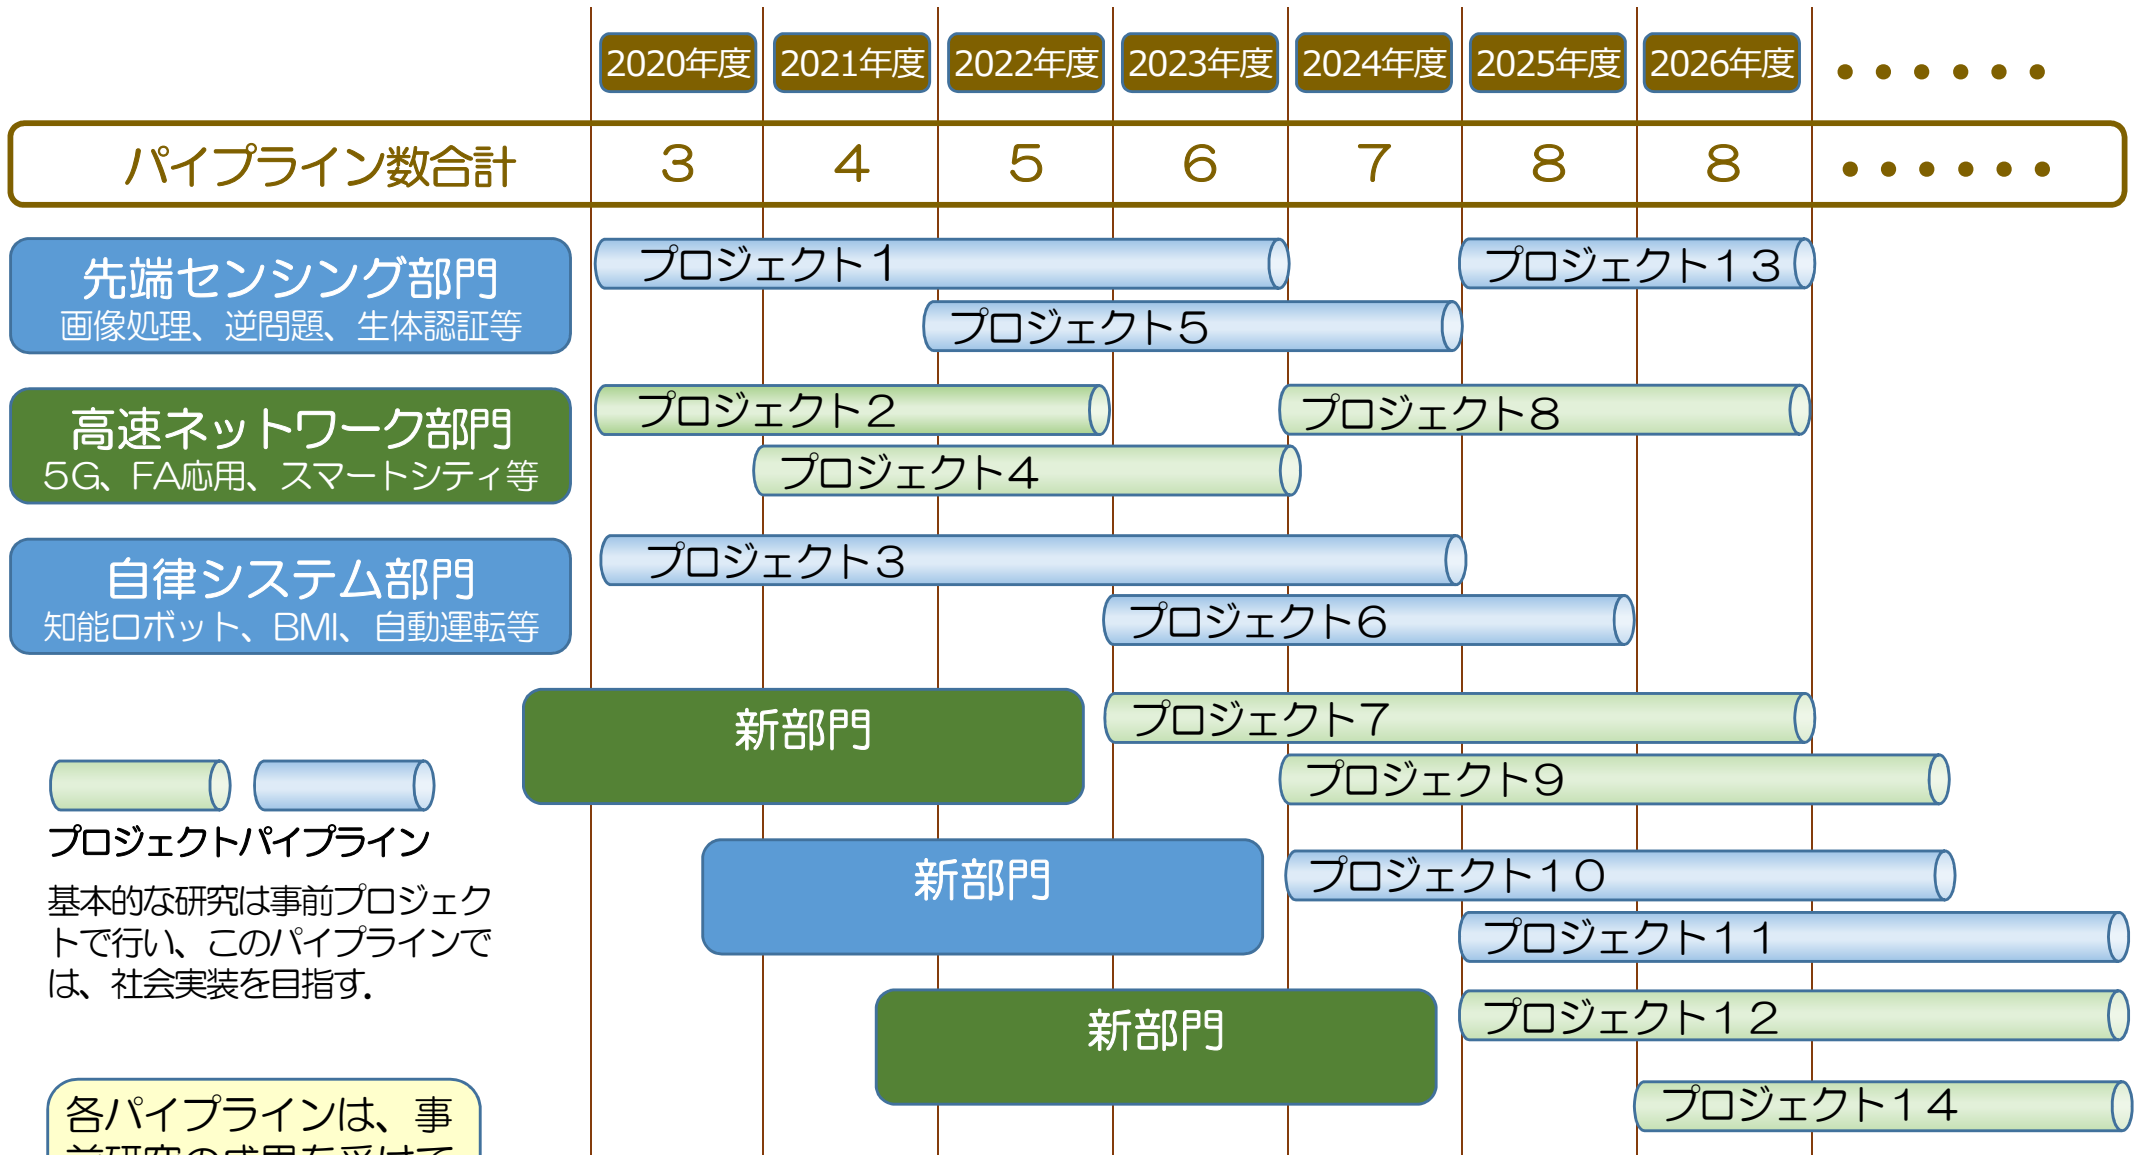 2020年度 2021年度 2022年度 2023年度 2024年度 2025年度 2026年度 ・・・・・・
パイプライン数合計 3 4 5 6 7 8 8 ・・・・・・
先端センシング部門
画像処理、逆問題、生体認証等
プロジェクト1
プロジェクト13
プロジェクト5
高速ネットワーク部門
5G、FA応用、スマートシティ等
プロジェクト2
プロジェクト8
プロジェクト4
自律システム部門
知能ロボット、BMI、自動運転等
プロジェクト3
プロジェクト6
新部門
プロジェクト7
プロジェクト9
プロジェクトパイプライン
基本的な研究は事前プロジェク
トで行い、このパイプラインで
は、社会実装を目指す．
新部門
プロジェクト10
プロジェクト11
新部門
プロジェクト12
プロジェクト14
各パイプラインは、事
前研究の成果を受けて